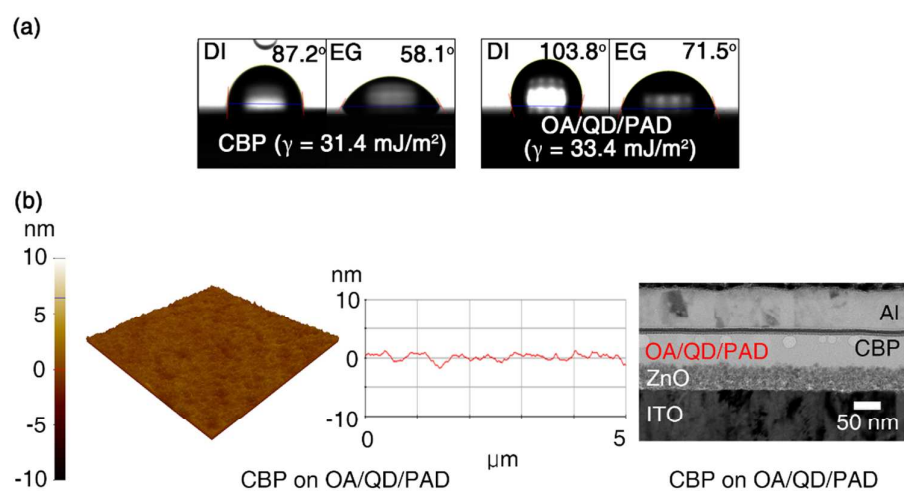 (a)
DI 87.2° EG 58.1°
CBP (γ = 31.4 mJ/m²)
DI 103.8° EG 71.5°
OA/QD/PAD
(γ = 33.4 mJ/m²)
(b)
nm
10
5
0
-5
-10
nm
10
0
-10
0
5
μm
CBP on OA/QD/PAD
Al
OA/QD/PAD
CBP
ZnO
ITO
50 nm
CBP on OA/QD/PAD